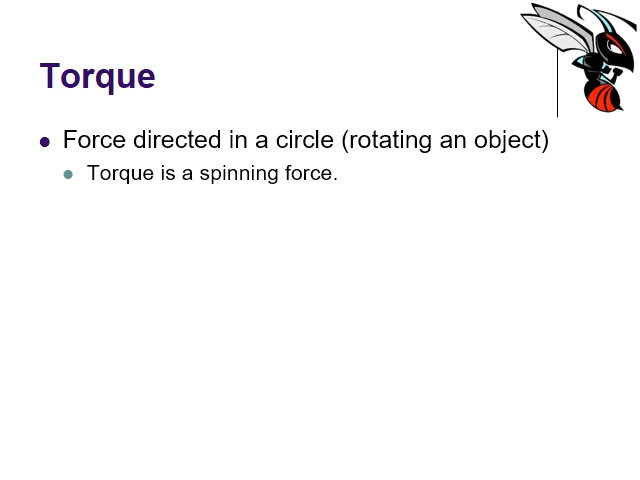 Torque
Force directed in a circle (rotating an object)
Torque is a spinning force.